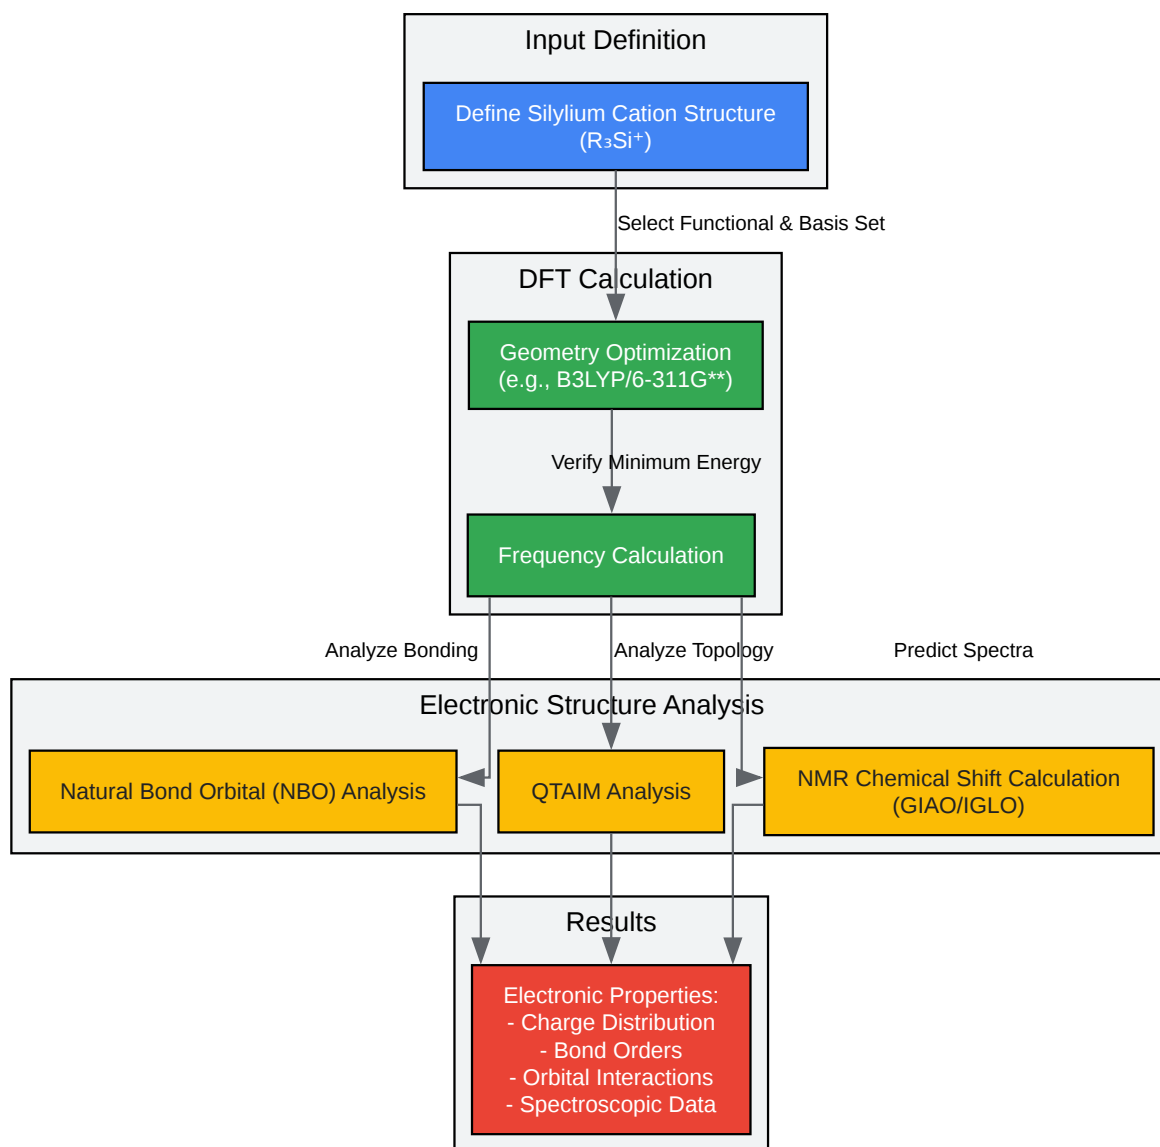 Input Definition
Define Silylium Cation Structure
(R₃Si⁺)
Select Functional & Basis Set
DFT Calculation
Geometry Optimization
(e.g., B3LYP/6-311G**)
Verify Minimum Energy
Frequency Calculation
Analyze Bonding
Analyze Topology
Predict Spectra
Electronic Structure Analysis
Natural Bond Orbital (NBO) Analysis
QTAIM Analysis
NMR Chemical Shift Calculation
(GIAO/IGLO)
Results
Electronic Properties:
- Charge Distribution
- Bond Orders
- Orbital Interactions
- Spectroscopic Data